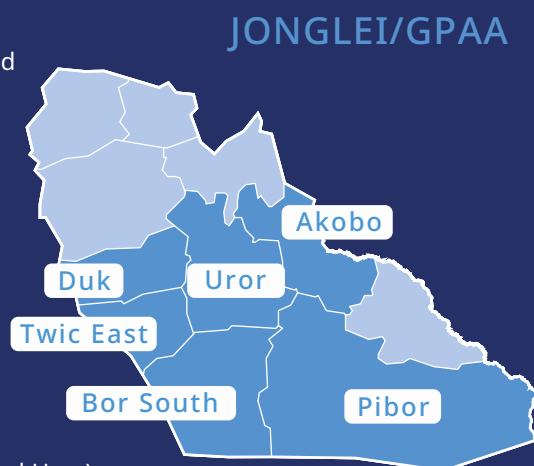 JONGLEI/GPAA
d
Akobo
Duk
Uror
Twic East
Bor South
Pibor